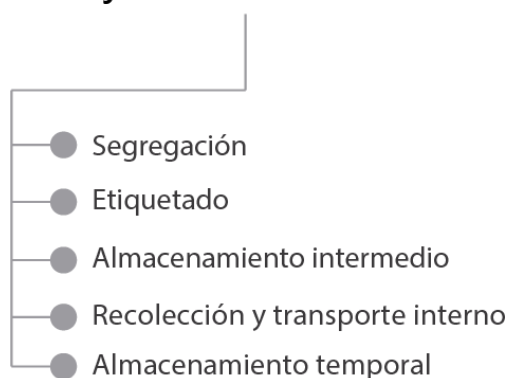 Segregación
Etiquetado
Almacenamiento intermedio
Recolección y transporte interno
Almacenamiento temporal